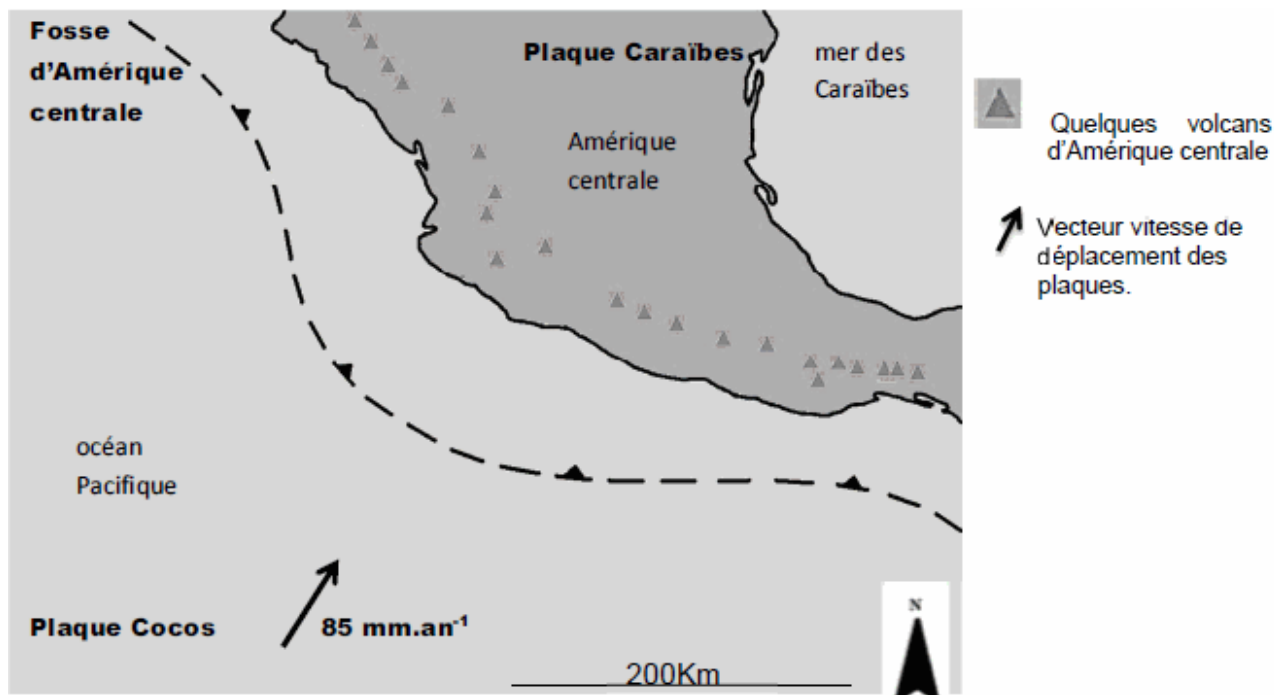 Fosse
d’Amérique
centrale
Plaque Caraïbes
mer des
Caraïbes
Amérique
centrale
Quelques volcans
d’Amérique centrale
Vecteur vitesse de
déplacement des
plaques.
océan
Pacifique
Plaque Cocos
85 mm.an⁻¹
200Km
N